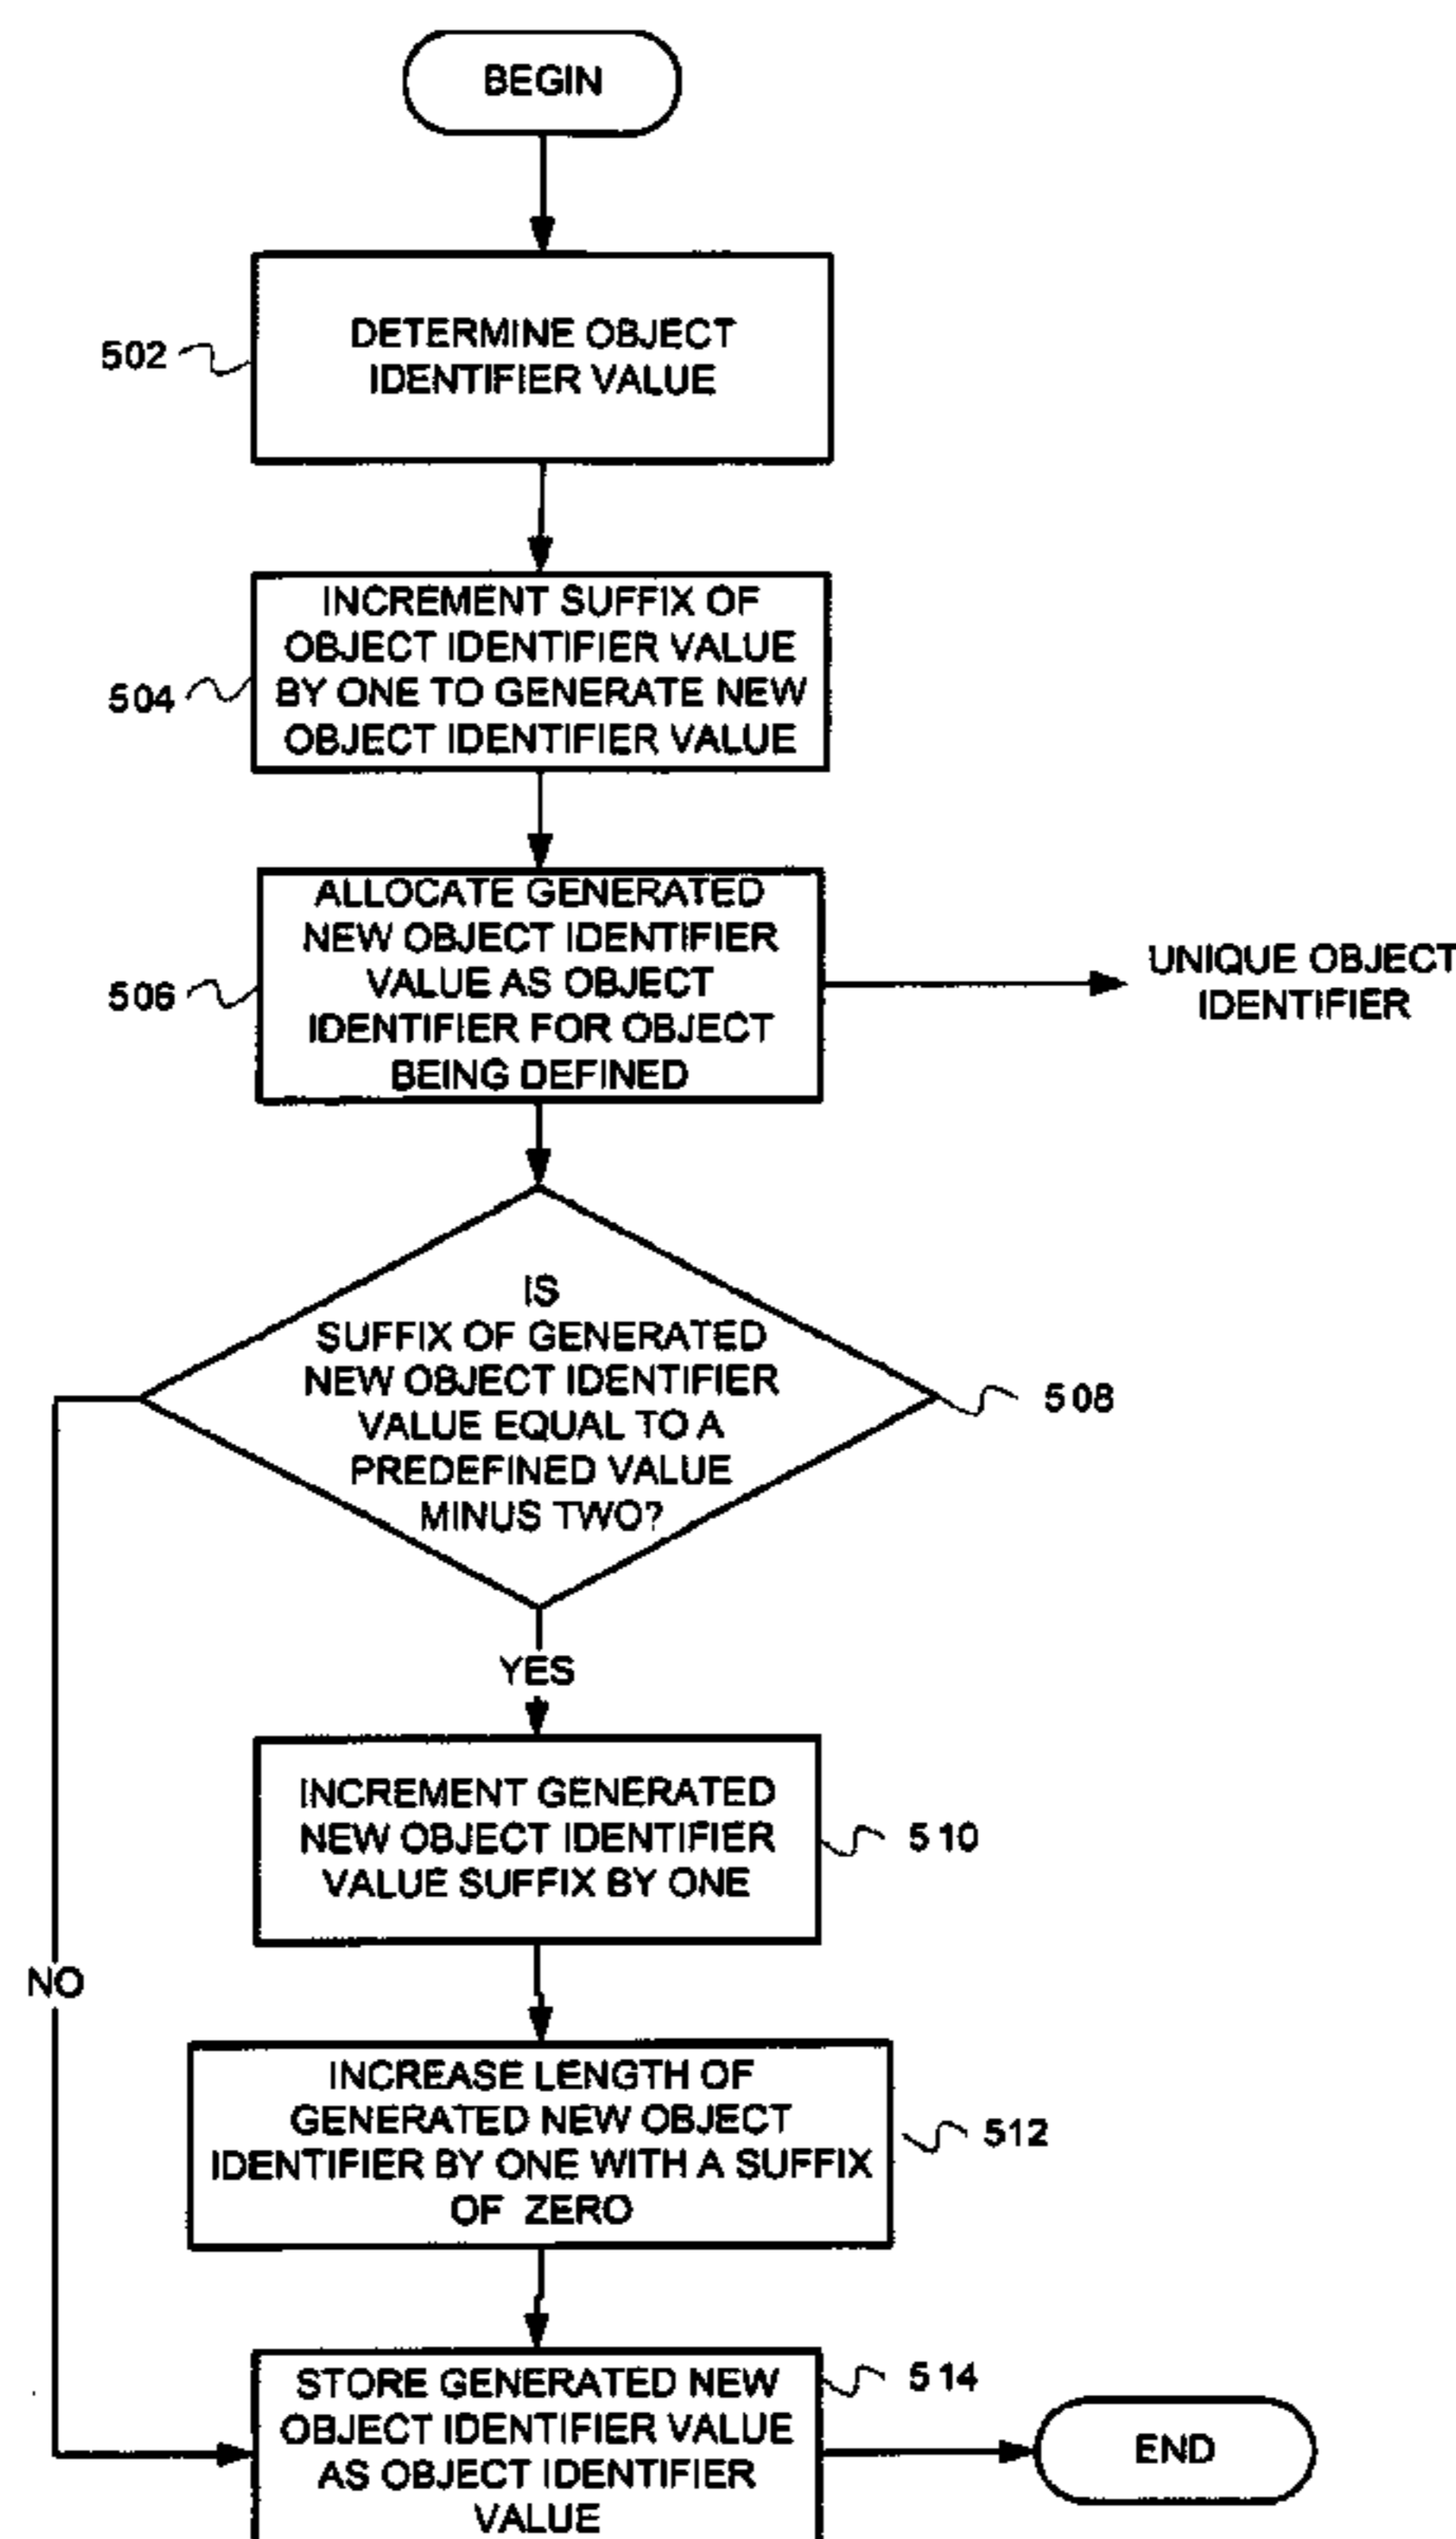 BEGIN
502
DETERMINE OBJECT
IDENTIFIER VALUE
504
INCREMENT SUFFIX OF
OBJECT IDENTIFIER VALUE
BY ONE TO GENERATE NEW
OBJECT IDENTIFIER VALUE
506
ALLOCATE GENERATED
NEW OBJECT IDENTIFIER
VALUE AS OBJECT
IDENTIFIER FOR OBJECT
BEING DEFINED
UNIQUE OBJECT
IDENTIFIER
IS
SUFFIX OF GENERATED
NEW OBJECT IDENTIFIER
VALUE EQUAL TO A
PREDEFINED VALUE
MINUS TWO?
508
YES
INCREMENT GENERATED
NEW OBJECT IDENTIFIER
VALUE SUFFIX BY ONE
510
NO
INCREASE LENGTH OF
GENERATED NEW OBJECT
IDENTIFIER BY ONE WITH A SUFFIX
OF ZERO
512
STORE GENERATED NEW
OBJECT IDENTIFIER VALUE
AS OBJECT IDENTIFIER
VALUE
514
END